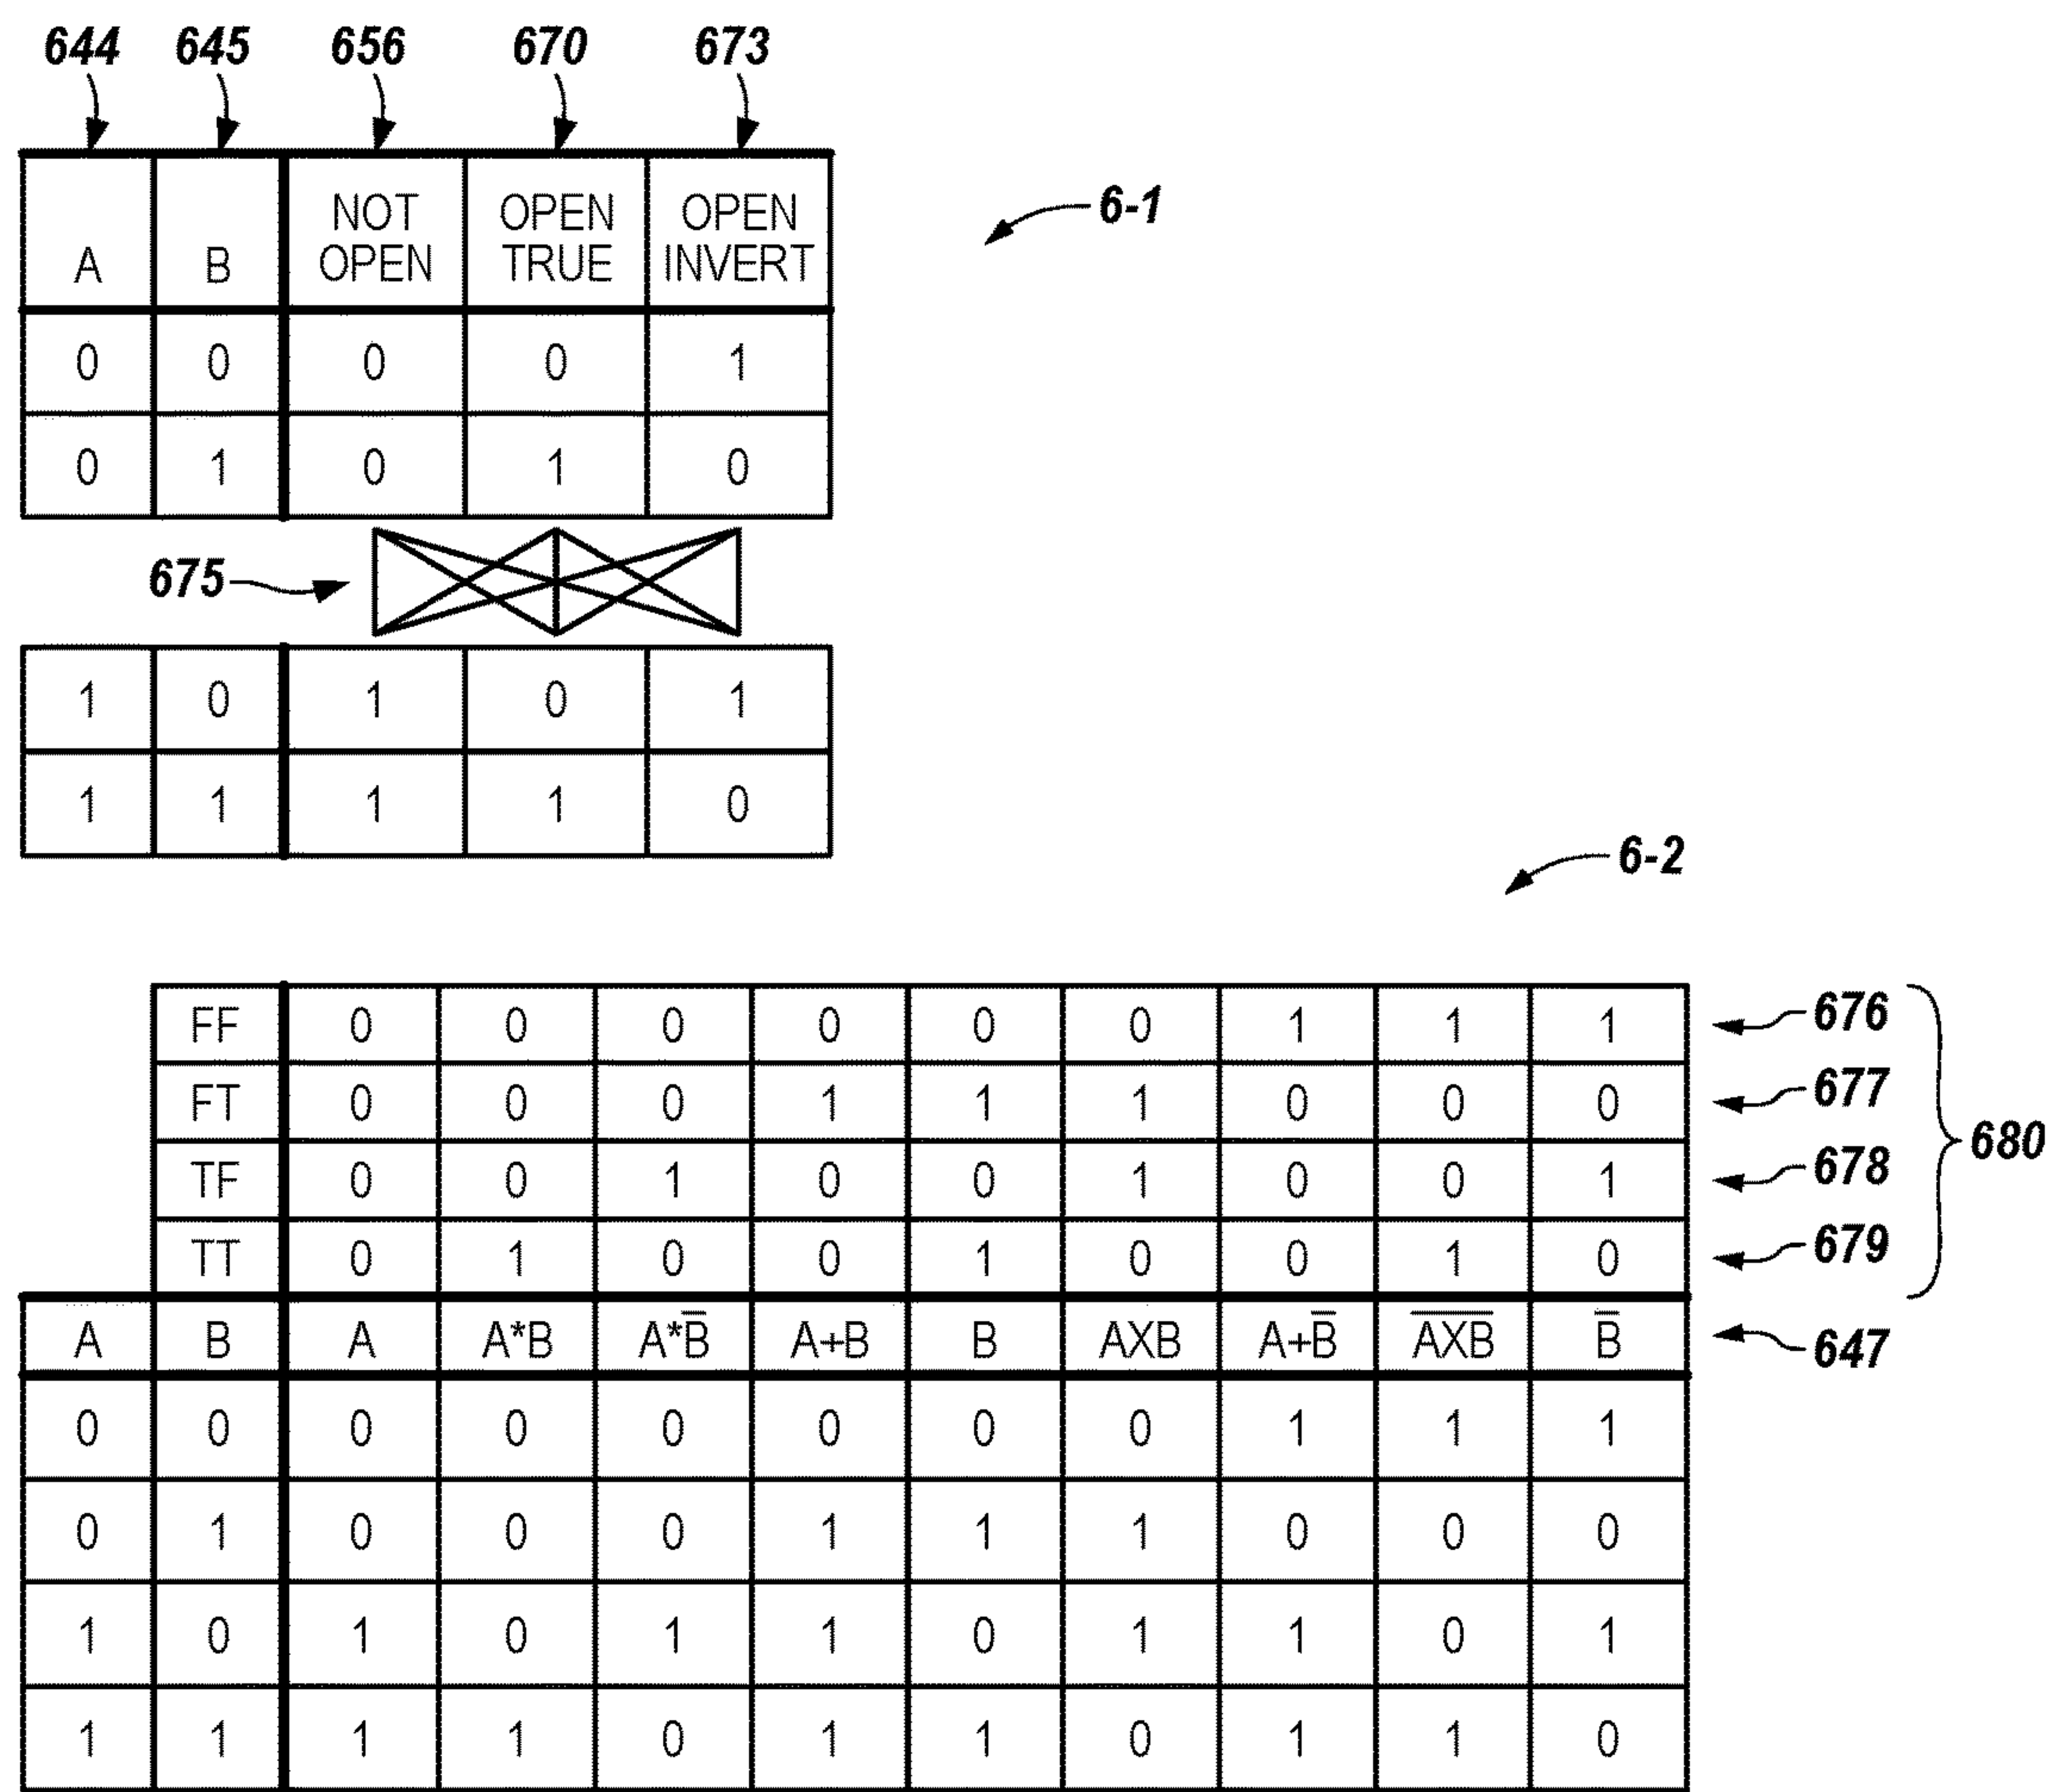 644 645 656 670 673
A B NOT OPEN OPEN TRUE OPEN INVERT
6-1
0 0 0 0 1
0 1 0 1 0
675
1 0 1 0 1
1 1 1 1 0
6-2
FF 0 0 0 0 0 0 1 1 1 676
FT 0 0 0 1 1 1 0 0 0 677
680
TF 0 0 1 0 0 1 0 0 1 678
TT 0 1 0 0 1 0 0 1 0 679
A B A A*B A*B̅ A+B B AXB A+B̅ A̅X̅B̅ B̅ 647
0 0 0 0 0 0 0 0 1 1 1
0 1 0 0 0 1 1 1 0 0 0
1 0 1 0 1 1 0 1 1 0 1
1 1 1 1 0 1 1 0 1 1 0